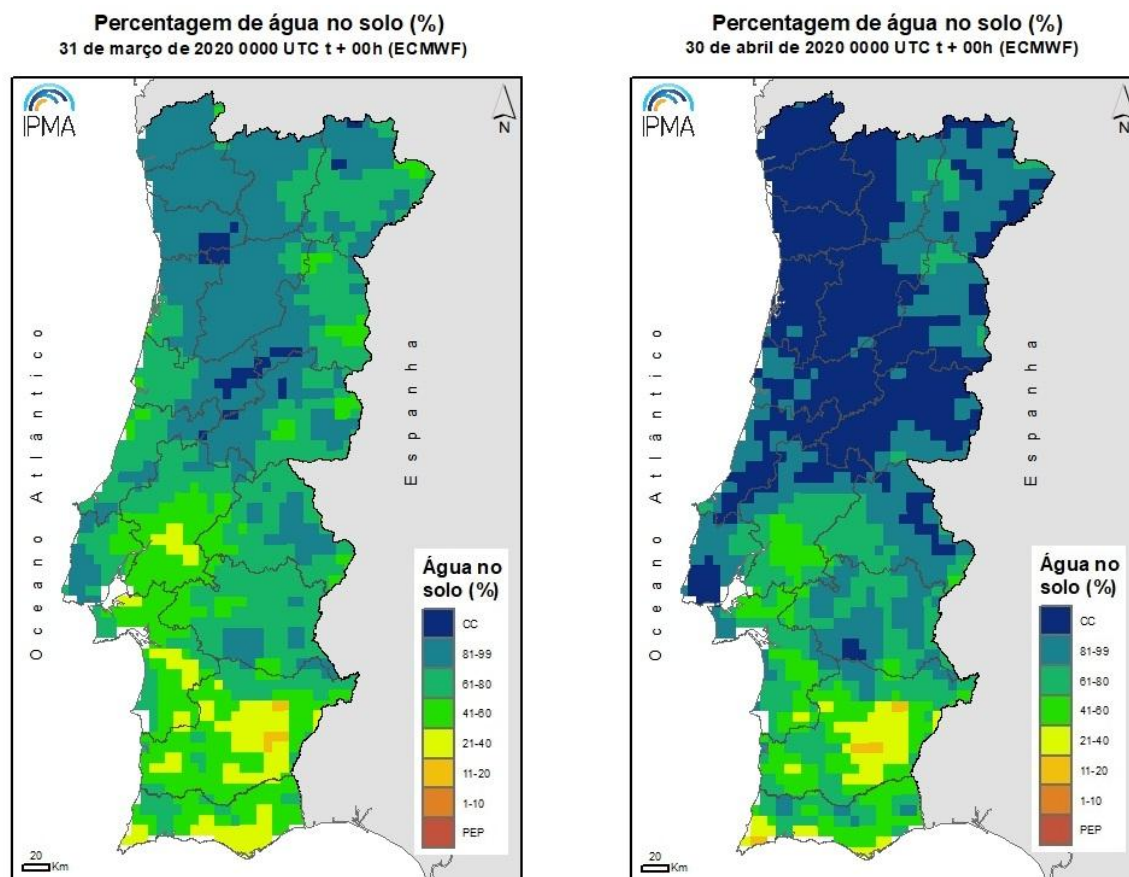 Percentagem de água no solo (%)
31 de março de 2020 0000 UTC t + 00h (ECMWF)
IPMA
N
Oceano Atlântico
Espanha
Água no
solo (%)
CC
81-99
61-80
41-60
21-40
11-20
1-10
PEP
20
Km
Percentagem de água no solo (%)
30 de abril de 2020 0000 UTC t + 00h (ECMWF)
IPMA
N
Oceano Atlântico
Espanha
Água no
solo (%)
CC
81-99
61-80
41-60
21-40
11-20
1-10
PEP
20
Km